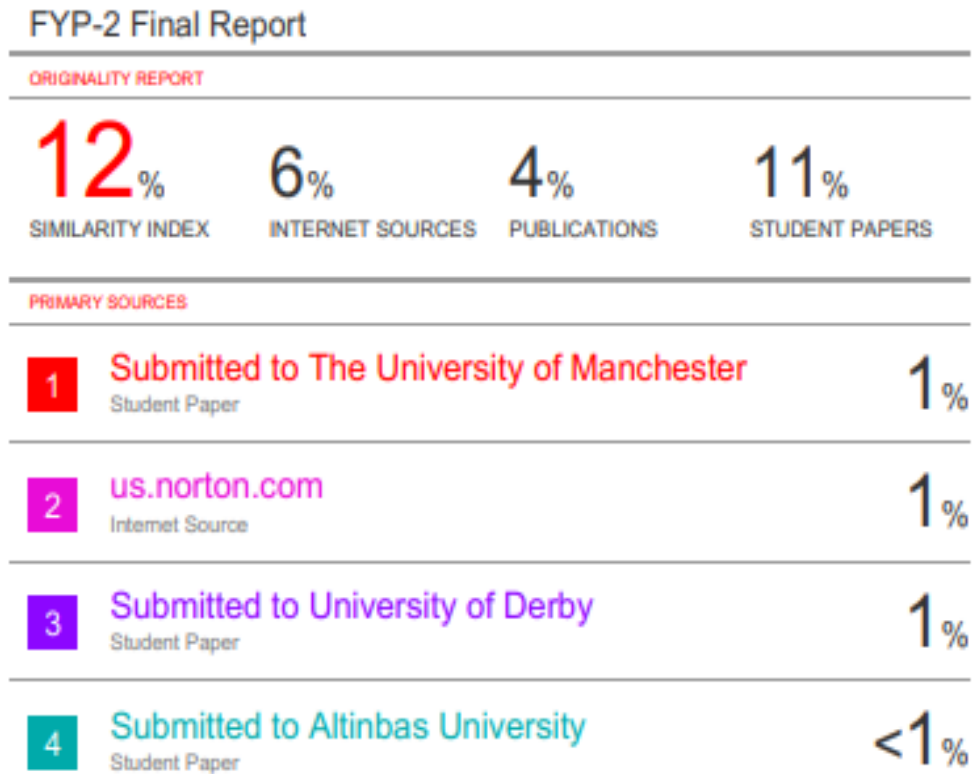 FYP-2 Final Report
ORIGINALITY REPORT
12% 6% 4% 11%
SIMILARITY INDEX INTERNET SOURCES PUBLICATIONS STUDENT PAPERS
PRIMARY SOURCES
1 Submitted to The University of Manchester 1%
Student Paper
2 us.norton.com 1%
Internet Source
3 Submitted to University of Derby 1%
Student Paper
4 Submitted to Altinbas University <1%
Student Paper